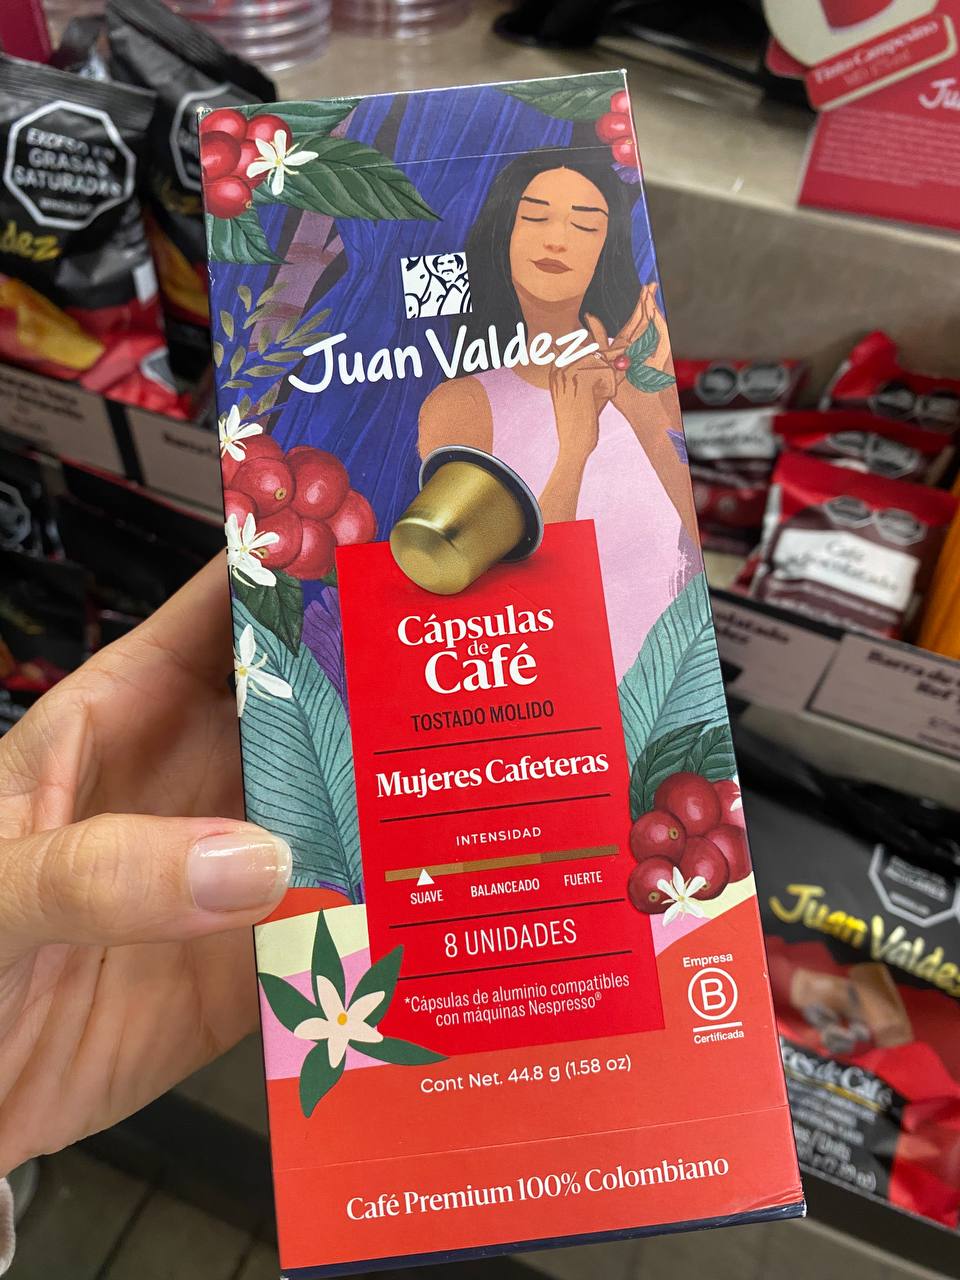 Juan Valdez
Cápsulas
de
Café
TOSTADO MOLIDO
Mujeres Cafeteras
INTENSIDAD
SUAVE BALANCEADO FUERTE
8 UNIDADES
*Cápsulas de aluminio compatibles
con máquinas Nespresso®
Empresa
B
Certificada
Cont Net. 44.8 g (1.58 oz)
Café Premium 100% Colombiano
EXCESO EN
GRASAS
SATURADAS
Tinto Campesino
Juan Valdez